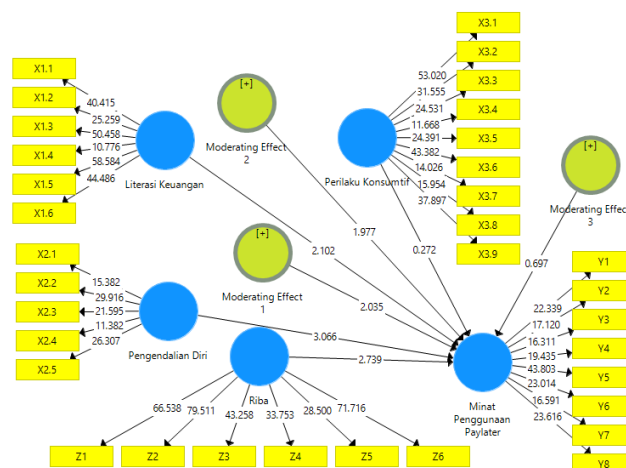 X1.1
X1.2
X1.3
X1.4
X1.5
X1.6
40.415
25.259
50.458
10.776
58.584
44.486
Literasi Keuangan
[+]
Moderating Effect
2
X3.1
X3.2
X3.3
X3.4
X3.5
X3.6
X3.7
X3.8
X3.9
53.020
31.555
24.531
11.668
24.391
43.382
14.026
15.954
37.897
Perilaku Konsumtif
[+]
Moderating Effec
3
1.977
2.102
0.272
0.697
[+]
Moderating Effect
1
2.035
X2.1
X2.2
X2.3
X2.4
X2.5
15.382
29.916
21.595
11.382
26.307
Pengendalian Diri
3.066
Riba
2.739
66.538
79.511
43.258
33.753
28.500
71.716
Z1
Z2
Z3
Z4
Z5
Z6
Minat
Penggunaan
Paylater
22.339
17.120
16.311
19.435
43.803
23.014
16.591
23.616
Y1
Y2
Y3
Y4
Y5
Y6
Y7
Y8